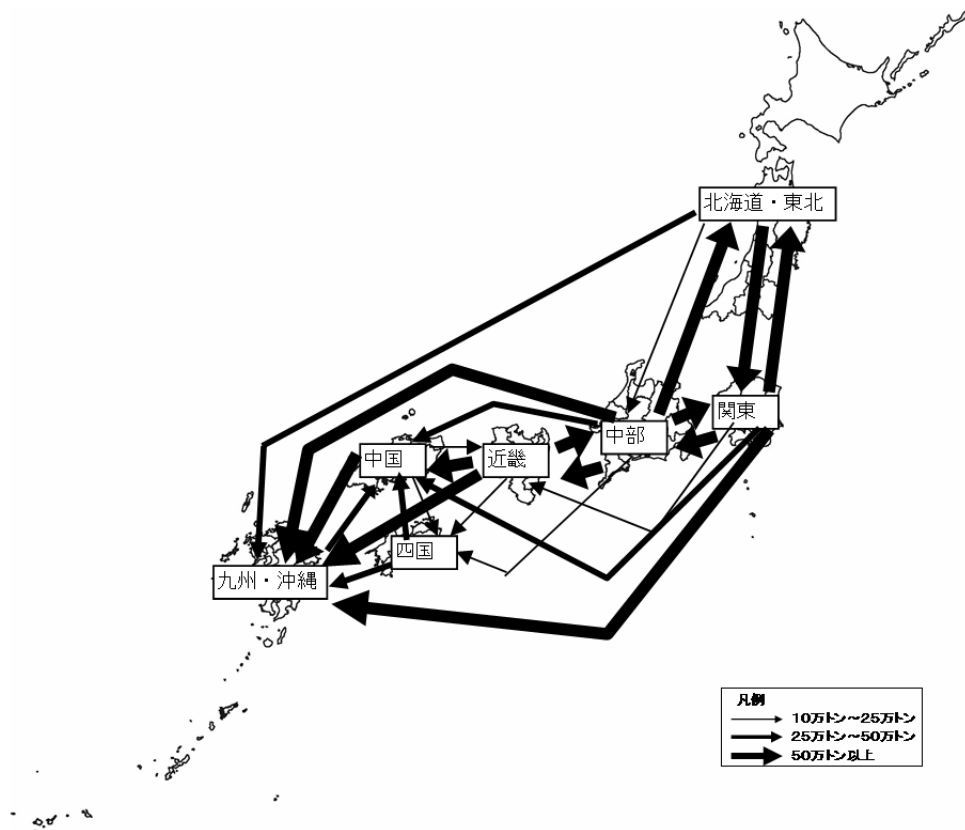 北海道・東北
関東
中部
中国
近畿
四国
九州・沖縄
凡例
10万トン～25万トン
25万トン～50万トン
50万トン以上